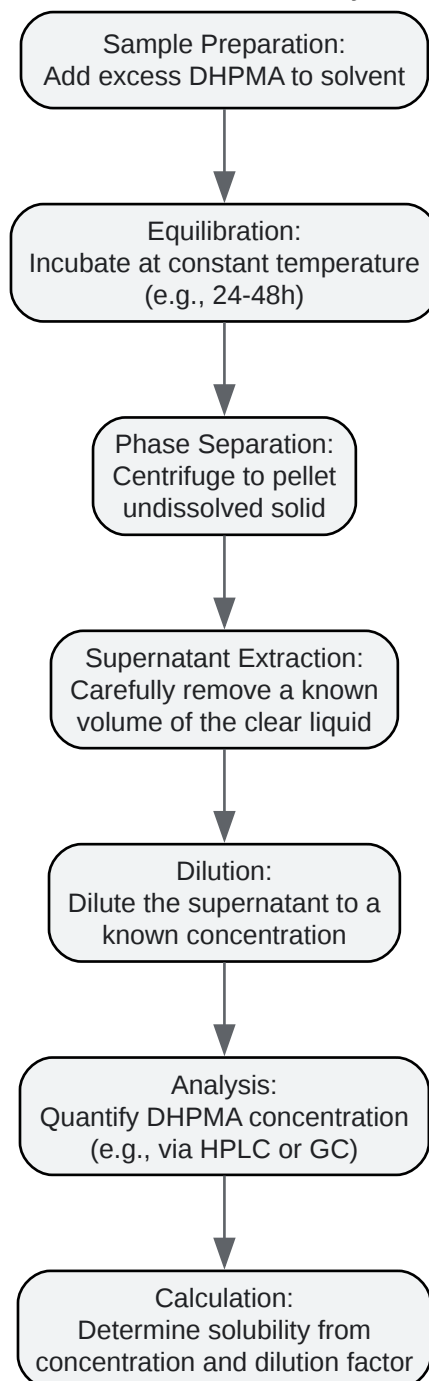 Sample Preparation:
Add excess DHPMA to solvent
Equilibration:
Incubate at constant temperature
(e.g., 24-48h)
Phase Separation:
Centrifuge to pellet
undissolved solid
Supernatant Extraction:
Carefully remove a known
volume of the clear liquid
Dilution:
Dilute the supernatant to a
known concentration
Analysis:
Quantify DHPMA concentration
(e.g., via HPLC or GC)
Calculation:
Determine solubility from
concentration and dilution factor